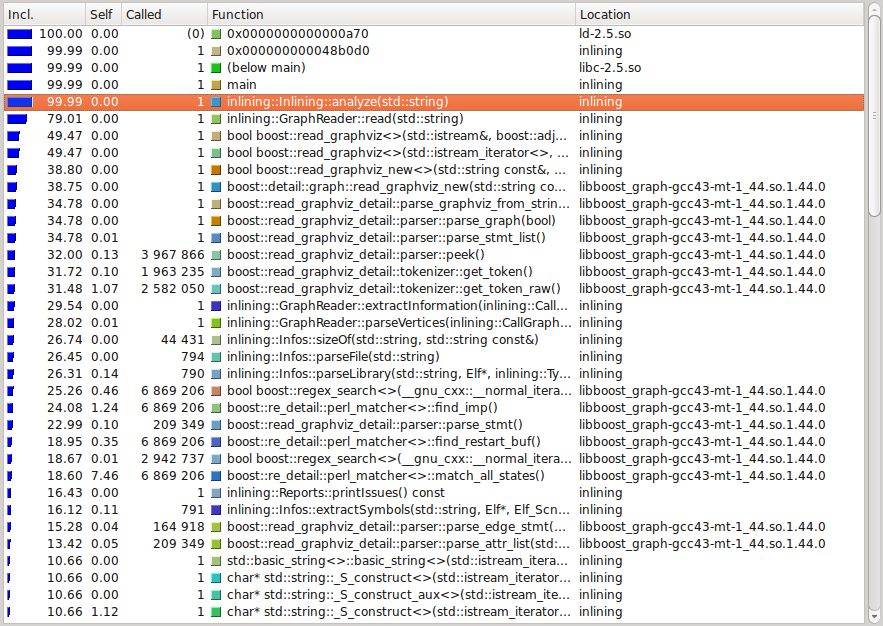 Incl. Self Called Function Location
100.00 0.00 (0) 0x0000000000000a70 ld-2.5.so
99.99 0.00 1 0x000000000048b0d0 inlining
99.99 0.00 1 (below main) libc-2.5.so
99.99 0.00 1 main inlining
99.99 0.00 1 inlining::Inlining::analyze(std::string) inlining
79.01 0.00 1 inlining::GraphReader::read(std::string) inlining
49.47 0.00 1 bool boost::read_graphviz<>(std::istream&, boost::adj... inlining
49.47 0.00 1 bool boost::read_graphviz<>(std::istream_iterator<>, ... inlining
38.80 0.00 1 bool boost::read_graphviz_new<>(std::string const&, ... inlining
38.75 0.00 1 boost::detail::graph::read_graphviz_new(std::string co... libboost_graph-gcc43-mt-1_44.so.1.44.0
34.78 0.00 1 boost::read_graphviz_detail::parse_graphviz_from_strin... libboost_graph-gcc43-mt-1_44.so.1.44.0
34.78 0.00 1 boost::read_graphviz_detail::parser::parse_graph(bool) libboost_graph-gcc43-mt-1_44.so.1.44.0
34.78 0.01 1 boost::read_graphviz_detail::parser::parse_stmt_list() libboost_graph-gcc43-mt-1_44.so.1.44.0
32.00 0.13 3 967 866 boost::read_graphviz_detail::parser::peek() libboost_graph-gcc43-mt-1_44.so.1.44.0
31.72 0.10 1 963 235 boost::read_graphviz_detail::tokenizer::get_token() libboost_graph-gcc43-mt-1_44.so.1.44.0
31.48 1.07 2 582 050 boost::read_graphviz_detail::tokenizer::get_token_raw() libboost_graph-gcc43-mt-1_44.so.1.44.0
29.54 0.00 1 inlining::GraphReader::extractInformation(inlining::Call... inlining
28.02 0.01 1 inlining::GraphReader::parseVertices(inlining::CallGraph... inlining
26.74 0.00 44 431 inlining::Infos::sizeOf(std::string, std::string const&) inlining
26.45 0.00 794 inlining::Infos::parseFile(std::string) inlining
26.31 0.14 790 inlining::Infos::parseLibrary(std::string, Elf*, inlining::Ty... inlining
25.26 0.46 6 869 206 bool boost::regex_search<>(__gnu_cxx::__normal_itera... libboost_graph-gcc43-mt-1_44.so.1.44.0
24.08 1.24 6 869 206 boost::re_detail::perl_matcher<>::find_imp() libboost_graph-gcc43-mt-1_44.so.1.44.0
22.99 0.10 209 349 boost::read_graphviz_detail::parser::parse_stmt() libboost_graph-gcc43-mt-1_44.so.1.44.0
18.95 0.35 6 869 206 boost::re_detail::perl_matcher<>::find_restart_buf() libboost_graph-gcc43-mt-1_44.so.1.44.0
18.67 0.01 2 942 737 bool boost::regex_search<>(__gnu_cxx::__normal_itera... libboost_graph-gcc43-mt-1_44.so.1.44.0
18.60 7.46 6 869 206 boost::re_detail::perl_matcher<>::match_all_states() libboost_graph-gcc43-mt-1_44.so.1.44.0
16.43 0.00 1 inlining::Reports::printIssues() const inlining
16.12 0.11 791 inlining::Infos::extractSymbols(std::string, Elf*, Elf_Scn... inlining
15.28 0.04 164 918 boost::read_graphviz_detail::parser::parse_edge_stmt(... libboost_graph-gcc43-mt-1_44.so.1.44.0
13.42 0.05 209 349 boost::read_graphviz_detail::parser::parse_attr_list(std:... libboost_graph-gcc43-mt-1_44.so.1.44.0
10.66 0.00 1 std::basic_string<>::basic_string<>(std::istream_itera... inlining
10.66 0.00 1 char* std::string::_S_construct<>(std::istream_iterator... inlining
10.66 0.00 1 char* std::string::_S_construct_aux<>(std::istream_ite... inlining
10.66 1.12 1 char* std::string::_S_construct<>(std::istream_iterator... inlining